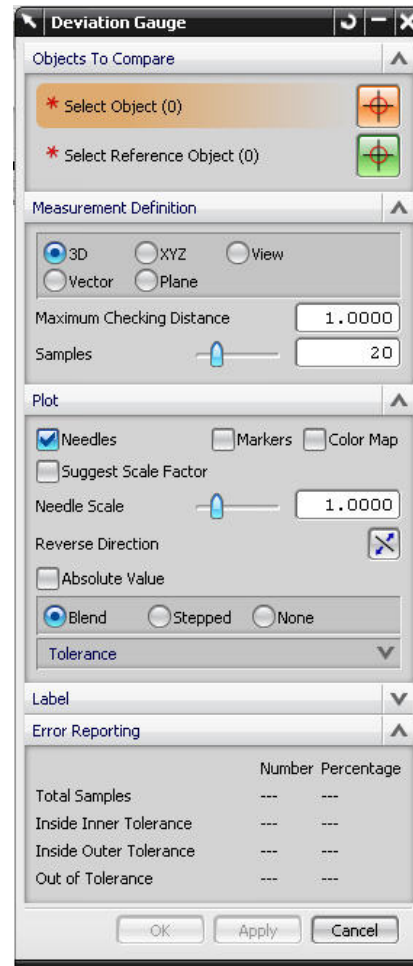 Deviation Gauge
Objects To Compare
* Select Object (0)
* Select Reference Object (0)
Measurement Definition
3D XYZ View
Vector Plane
Maximum Checking Distance 1.0000
Samples 20
Plot
Needles Markers Color Map
Suggest Scale Factor
Needle Scale 1.0000
Reverse Direction
Absolute Value
Blend Stepped None
Tolerance
Label
Error Reporting
Number Percentage
Total Samples --- ---
Inside Inner Tolerance --- ---
Inside Outer Tolerance --- ---
Out of Tolerance --- ---
OK Apply Cancel